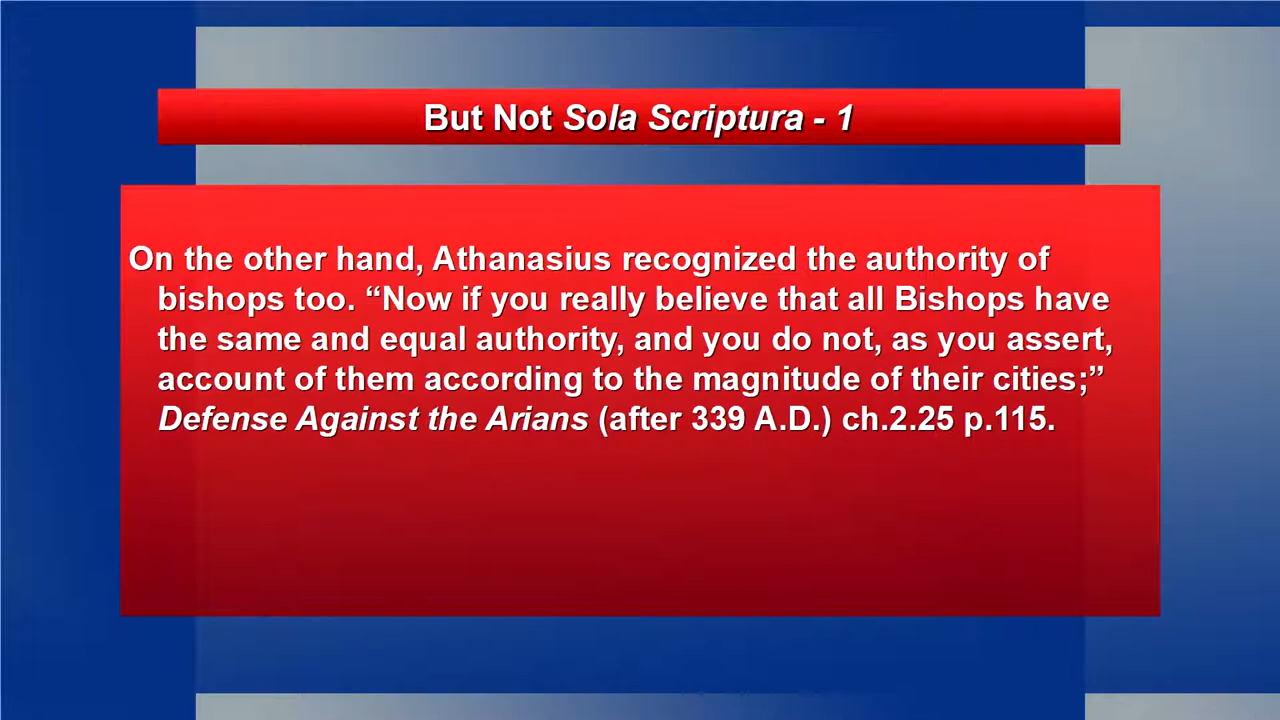 But Not Sola Scriptura - 1
On the other hand, Athanasius recognized the authority of
bishops too. “Now if you really believe that all Bishops have
the same and equal authority, and you do not, as you assert,
account of them according to the magnitude of their cities;”
Defense Against the Arians (after 339 A.D.) ch.2.25 p.115.